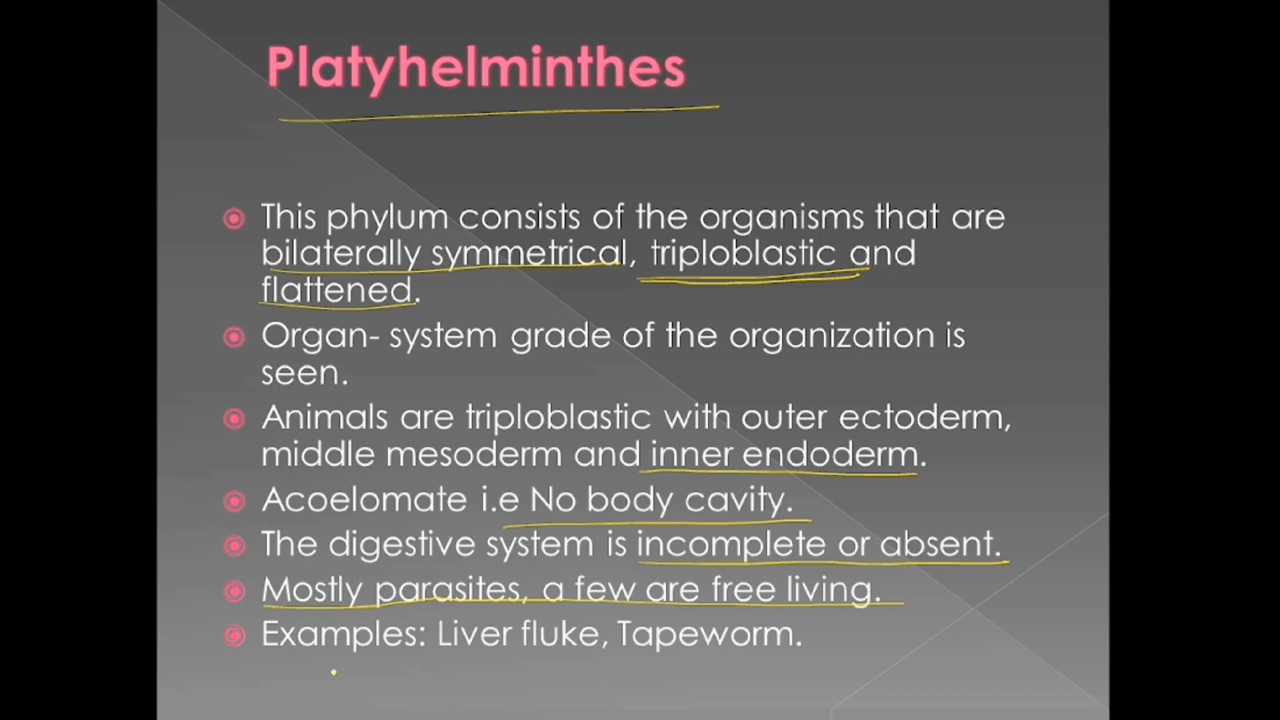 Platyhelminthes
This phylum consists of the organisms that are
bilaterally symmetrical, triploblastic and
flattened.
Organ- system grade of the organization is
seen.
Animals are triploblastic with outer ectoderm,
middle mesoderm and inner endoderm.
Acoelomate i.e No body cavity.
The digestive system is incomplete or absent.
Mostly parasites, a few are free living.
Examples: Liver fluke, Tapeworm.